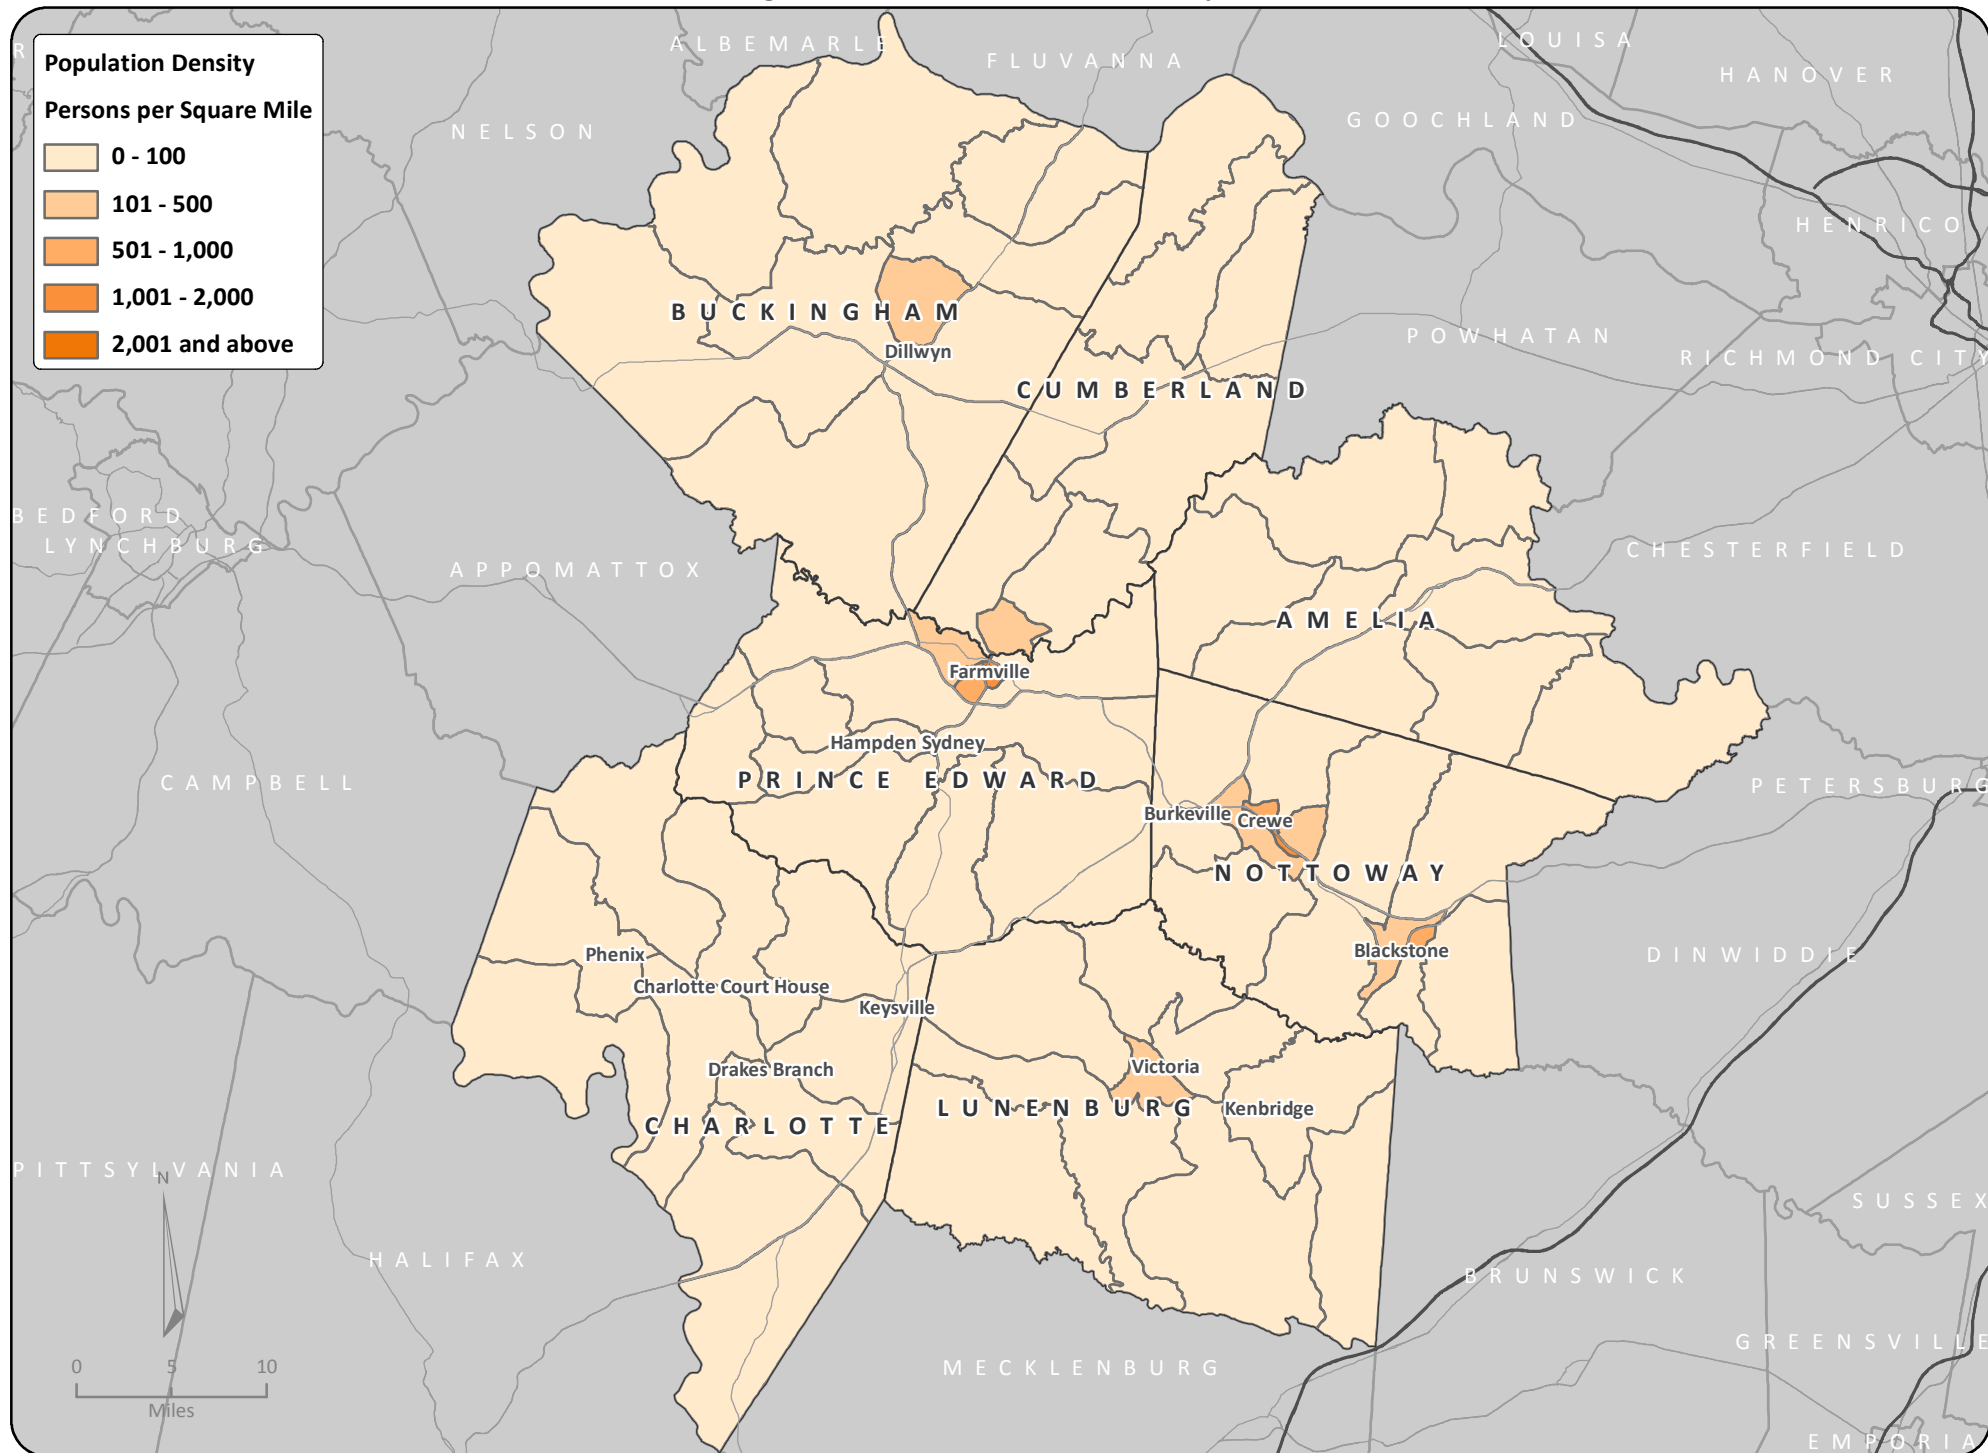 Population Density
Persons per Square Mile
0 - 100
101 - 500
501 - 1,000
1,001 - 2,000
2,001 and above
ALBEMARLE
FLUVANNA
LOUISA
HANOVER
NELSON
GOOCHLAND
HENRICO
BUCKINGHAM
Dillwyn
POWHATAN
RICHMOND CITY
CUMBERLAND
BEDFORD
LYNCHBURG
APPOMATTOX
CHESTERFIELD
AMELIA
Farmville
Hampden Sydney
PRINCE EDWARD
CAMPBELL
PETERSBURG
Burkeville
Crewe
NOTTOWAY
Blackstone
DINWIDDIE
Phenix
Charlotte Court House
Keysville
Drakes Branch
Victoria
LUNENBURG
Kenbridge
CHARLOTTE
PITTSYLVANIA
N
SUSSEX
HALIFAX
BRUNSWICK
GREENSVILLE
MECKLENBURG
0 5 10
Miles
EMPORIA